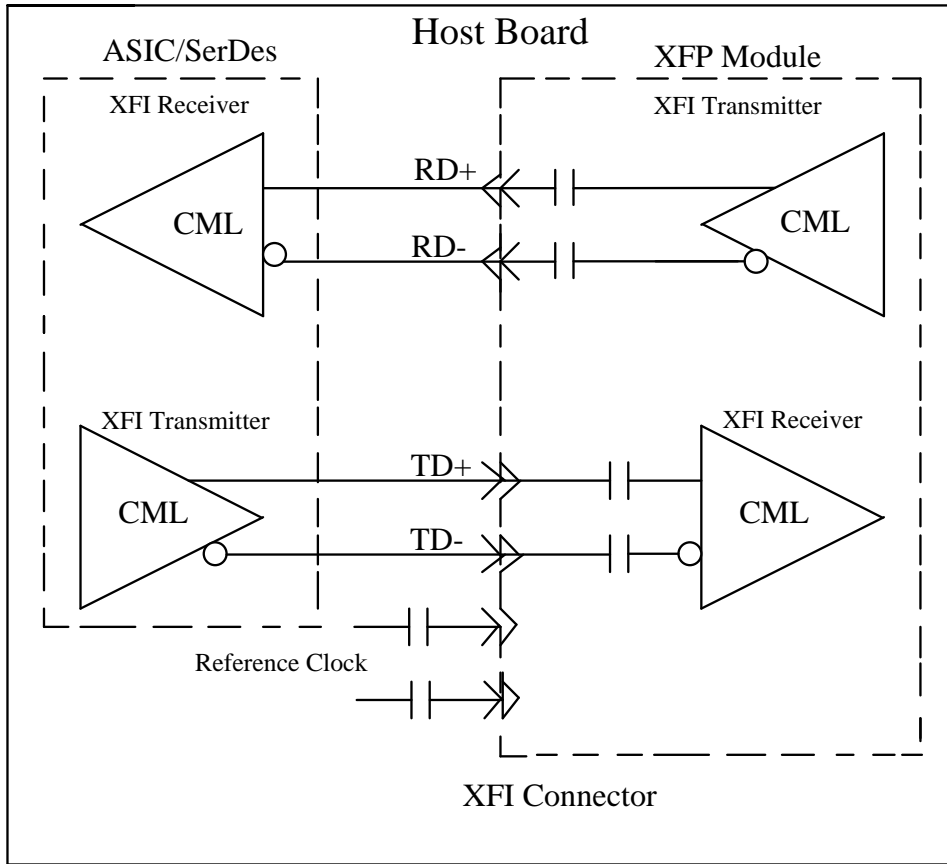 Host Board
ASIC/SerDes
XFP Module
XFI Receiver
XFI Transmitter
RD+
CML
CML
RD-
XFI Transmitter
XFI Receiver
TD+
CML
CML
TD-
Reference Clock
XFI Connector